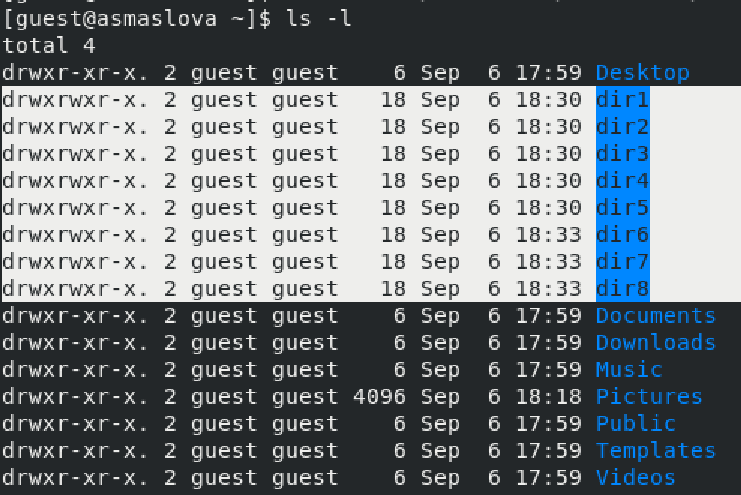 [guest@asmaslova ~]$ ls -l
total 4
drwxr-xr-x. 2 guest guest    6 Sep  6 17:59 Desktop
drwxrwxr-x. 2 guest guest   18 Sep  6 18:30 dir1
drwxrwxr-x. 2 guest guest   18 Sep  6 18:30 dir2
drwxrwxr-x. 2 guest guest   18 Sep  6 18:30 dir3
drwxrwxr-x. 2 guest guest   18 Sep  6 18:30 dir4
drwxrwxr-x. 2 guest guest   18 Sep  6 18:30 dir5
drwxrwxr-x. 2 guest guest   18 Sep  6 18:33 dir6
drwxrwxr-x. 2 guest guest   18 Sep  6 18:33 dir7
drwxrwxr-x. 2 guest guest   18 Sep  6 18:33 dir8
drwxr-xr-x. 2 guest guest    6 Sep  6 17:59 Documents
drwxr-xr-x. 2 guest guest    6 Sep  6 17:59 Downloads
drwxr-xr-x. 2 guest guest    6 Sep  6 17:59 Music
drwxr-xr-x. 2 guest guest 4096 Sep  6 18:18 Pictures
drwxr-xr-x. 2 guest guest    6 Sep  6 17:59 Public
drwxr-xr-x. 2 guest guest    6 Sep  6 17:59 Templates
drwxr-xr-x. 2 guest guest    6 Sep  6 17:59 Videos